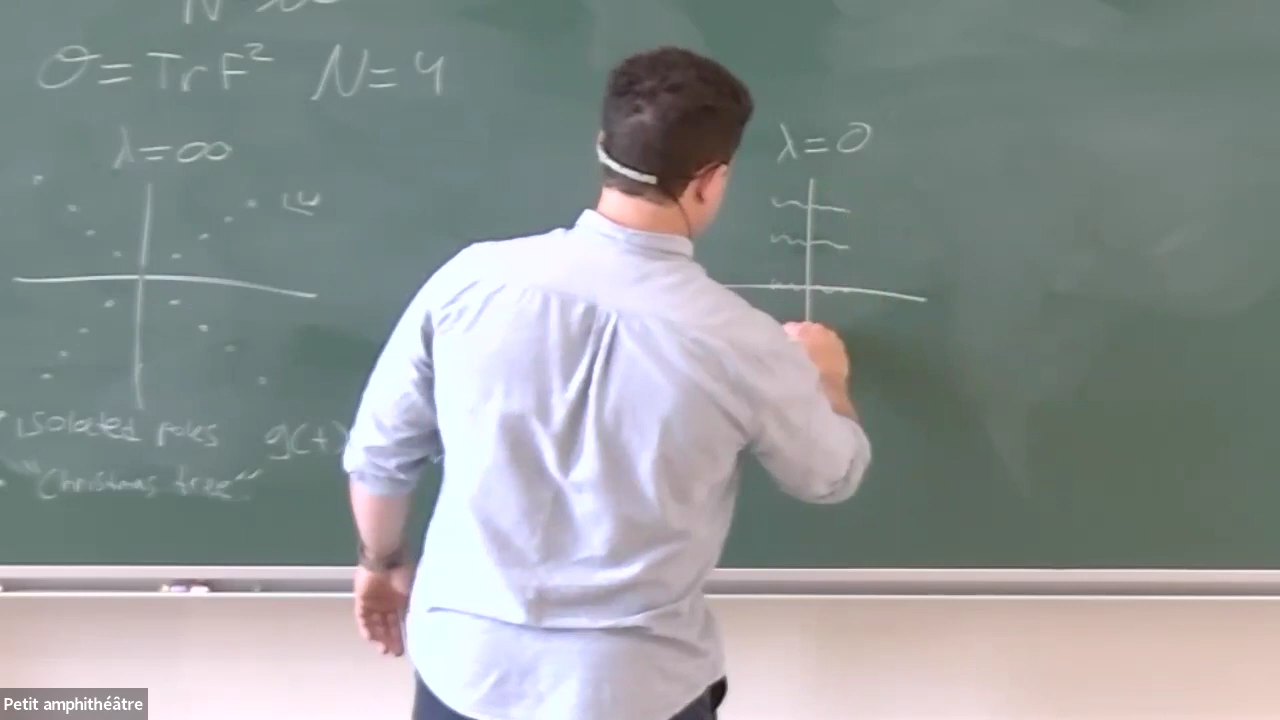 O = Tr F² N = 4
λ = ∞
λ = 0
isolated poles g(t)
"Christmas tree"
Petit amphithéâtre